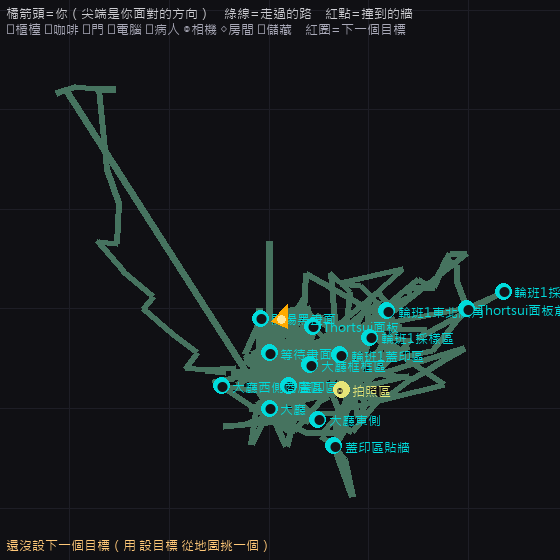 橘箭頭=你（尖端是你面對的方向） 綠線=走過的路 紅點=撞到的牆
櫃檯 咖啡 門 電腦 病人 相機 ◇房間 儲藏 紅圈=下一個目標
輪班1採
輪班1東北
Thortsui面板前
Thortsui面板
輪班1採樣區
等待畫面
輪班1蓋印區
大廳框框區
大廳西側
拍照區
大廳
大廳東側
蓋印區貼牆
還沒設下一個目標（用 設目標 從地圖挑一個）